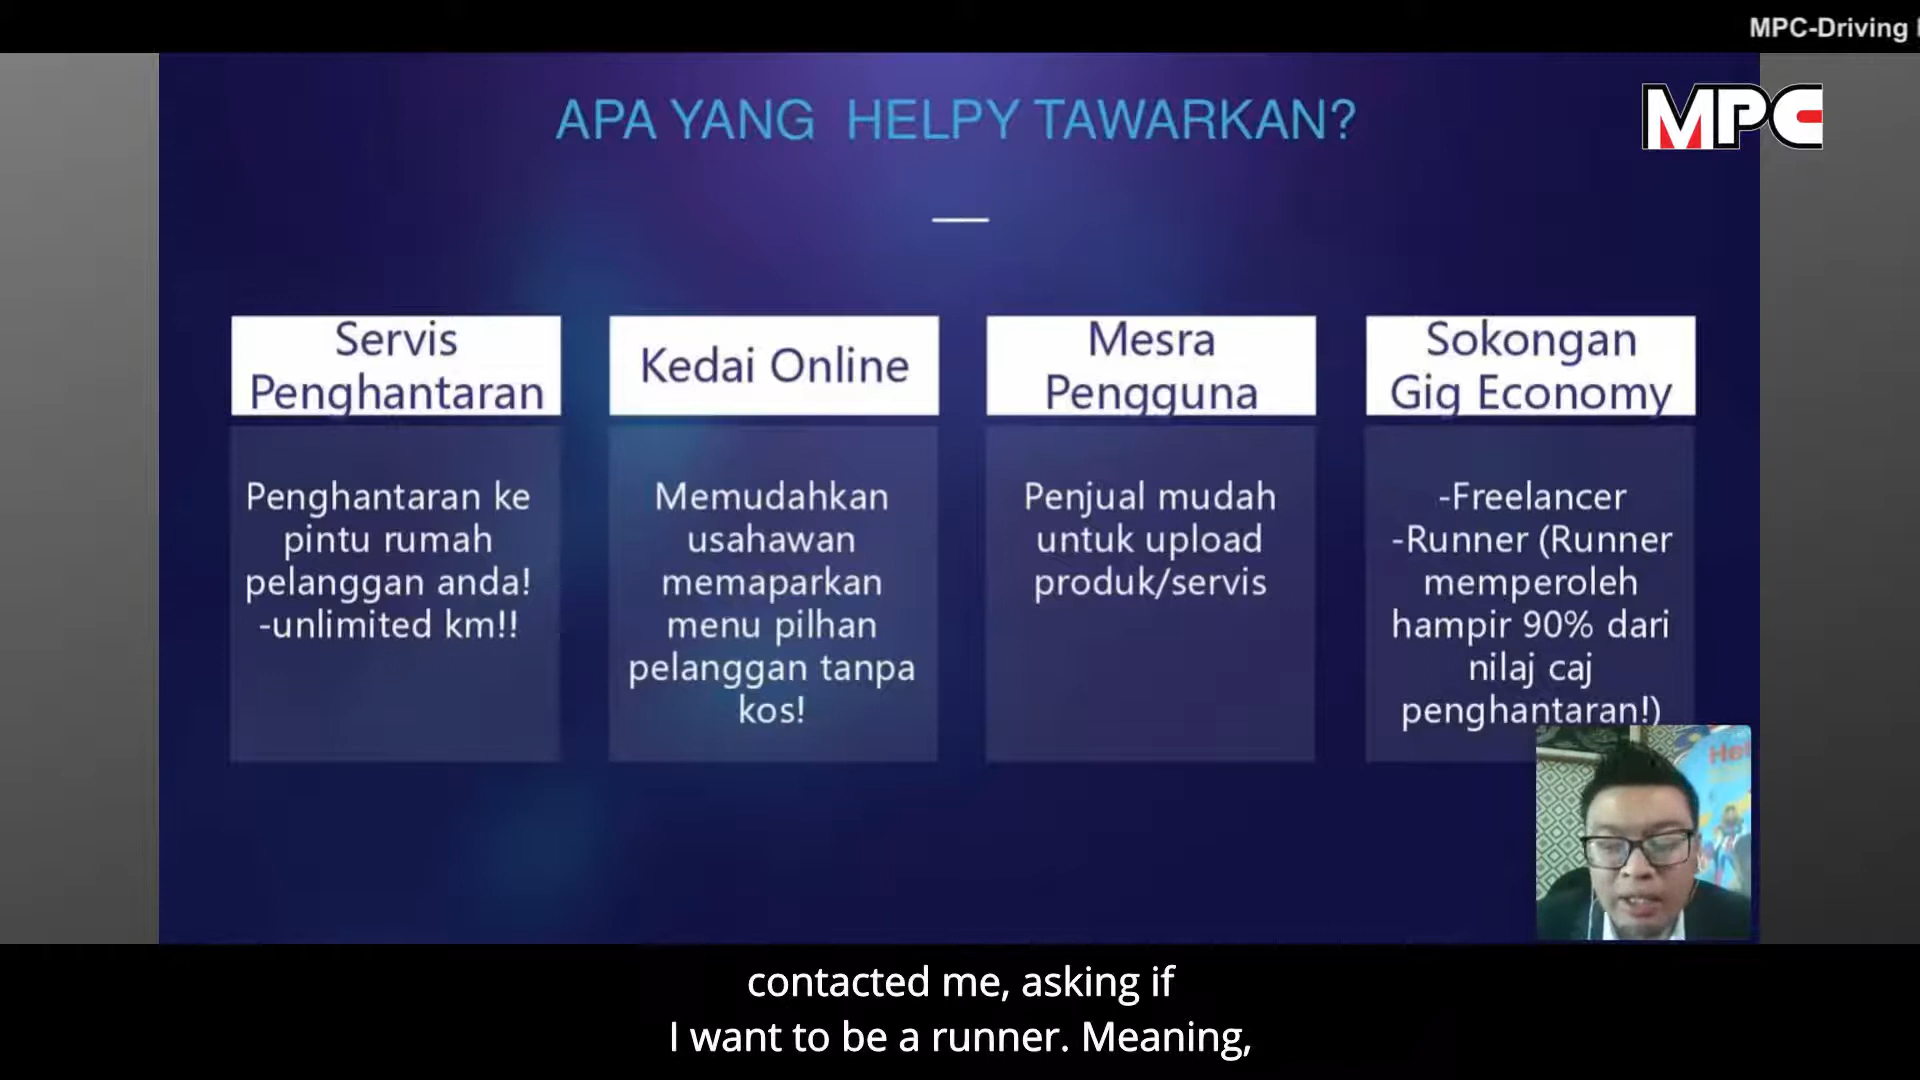 MPC-Driving
MPC
APA YANG HELPY TAWARKAN?
Servis
Penghantaran
Kedai Online
Mesra
Pengguna
Sokongan
Gig Economy
Penghantaran ke
pintu rumah
pelanggan anda!
-unlimited km!!
Memudahkan
usahawan
memaparkan
menu pilhan
pelanggan tanpa
kos!
Penjual mudah
untuk upload
produk/servis
-Freelancer
-Runner (Runner
memperoleh
hampir 90% dari
nilaj caj
penghantaran!)
contacted me, asking if
I want to be a runner. Meaning,